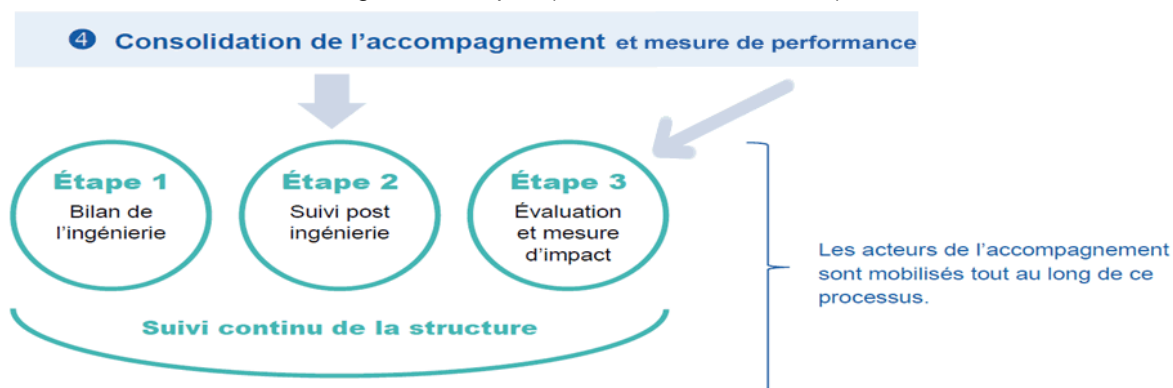 ❹ Consolidation de l’accompagnement et mesure de performance
Étape 1
Bilan de
l’ingénierie
Étape 2
Suivi post
ingénierie
Étape 3
Évaluation
et mesure
d’impact
Les acteurs de l’accompagnement
sont mobilisés tout au long de ce
processus.
Suivi continu de la structure